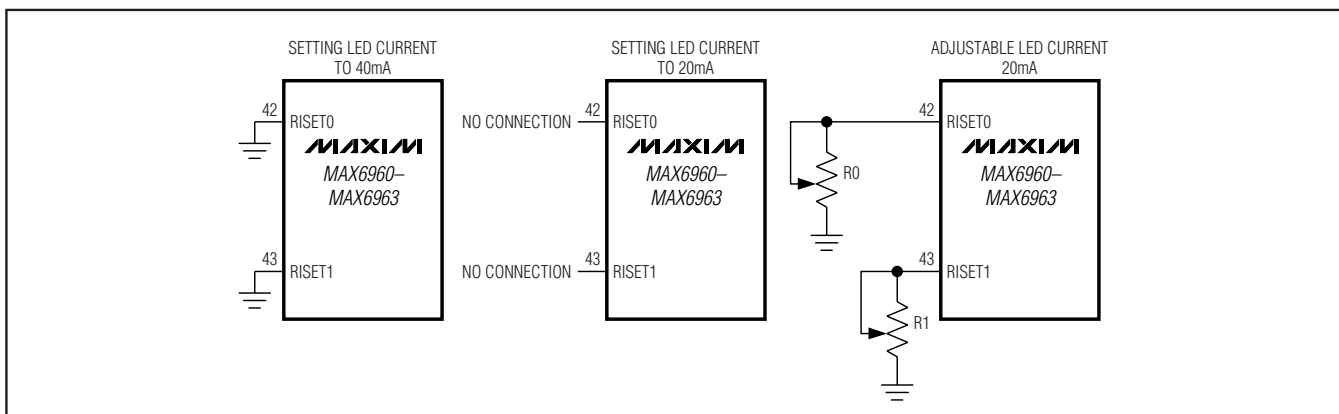 SETTING LED CURRENT
TO 40mA
42
RISET0
MAXIM
MAX6960–
MAX6963
43
RISET1
SETTING LED CURRENT
TO 20mA
NO CONNECTION
42
RISET0
MAXIM
MAX6960–
MAX6963
NO CONNECTION
43
RISET1
ADJUSTABLE LED CURRENT
20mA
42
RISET0
R0
MAXIM
MAX6960–
MAX6963
43
RISET1
R1